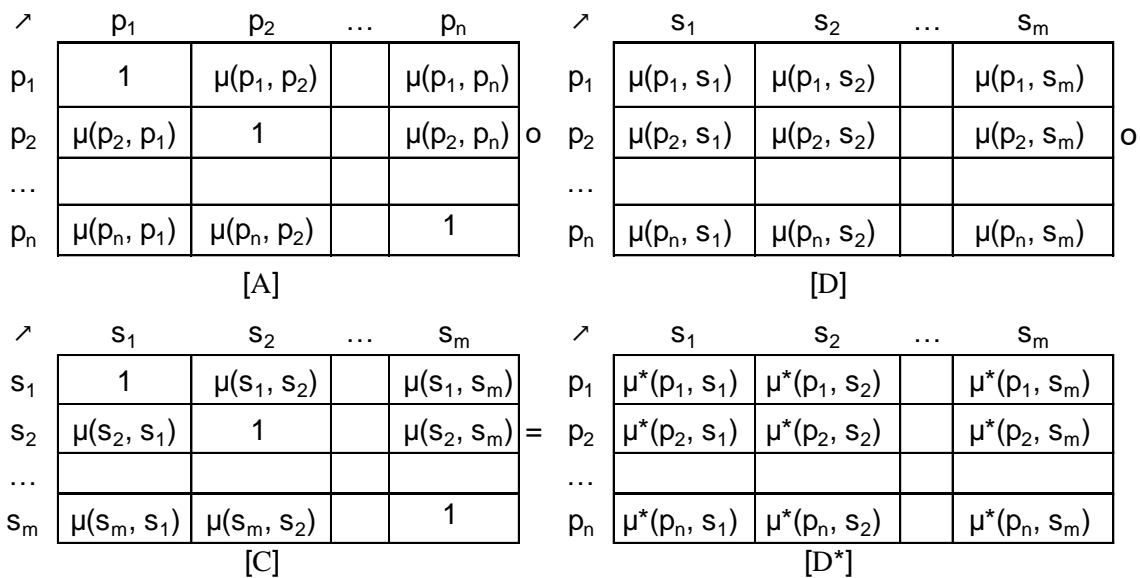 ↗ p₁ p₂ … pₙ ↗ s₁ s₂ … sₘ
p₁ 1 μ(p₁, p₂) μ(p₁, pₙ) p₁ μ(p₁, s₁) μ(p₁, s₂) μ(p₁, sₘ)
p₂ μ(p₂, p₁) 1 μ(p₂, pₙ) o p₂ μ(p₂, s₁) μ(p₂, s₂) μ(p₂, sₘ) o
… …
pₙ μ(pₙ, p₁) μ(pₙ, p₂) 1 pₙ μ(pₙ, s₁) μ(pₙ, s₂) μ(pₙ, sₘ)
[A] [D]
↗ s₁ s₂ … sₘ ↗ s₁ s₂ … sₘ
s₁ 1 μ(s₁, s₂) μ(s₁, sₘ) p₁ μ*(p₁, s₁) μ*(p₁, s₂) μ*(p₁, sₘ)
s₂ μ(s₂, s₁) 1 μ(s₂, sₘ) = p₂ μ*(p₂, s₁) μ*(p₂, s₂) μ*(p₂, sₘ)
… …
sₘ μ(sₘ, s₁) μ(sₘ, s₂) 1 pₙ μ*(pₙ, s₁) μ*(pₙ, s₂) μ*(pₙ, sₘ)
[C] [D*]